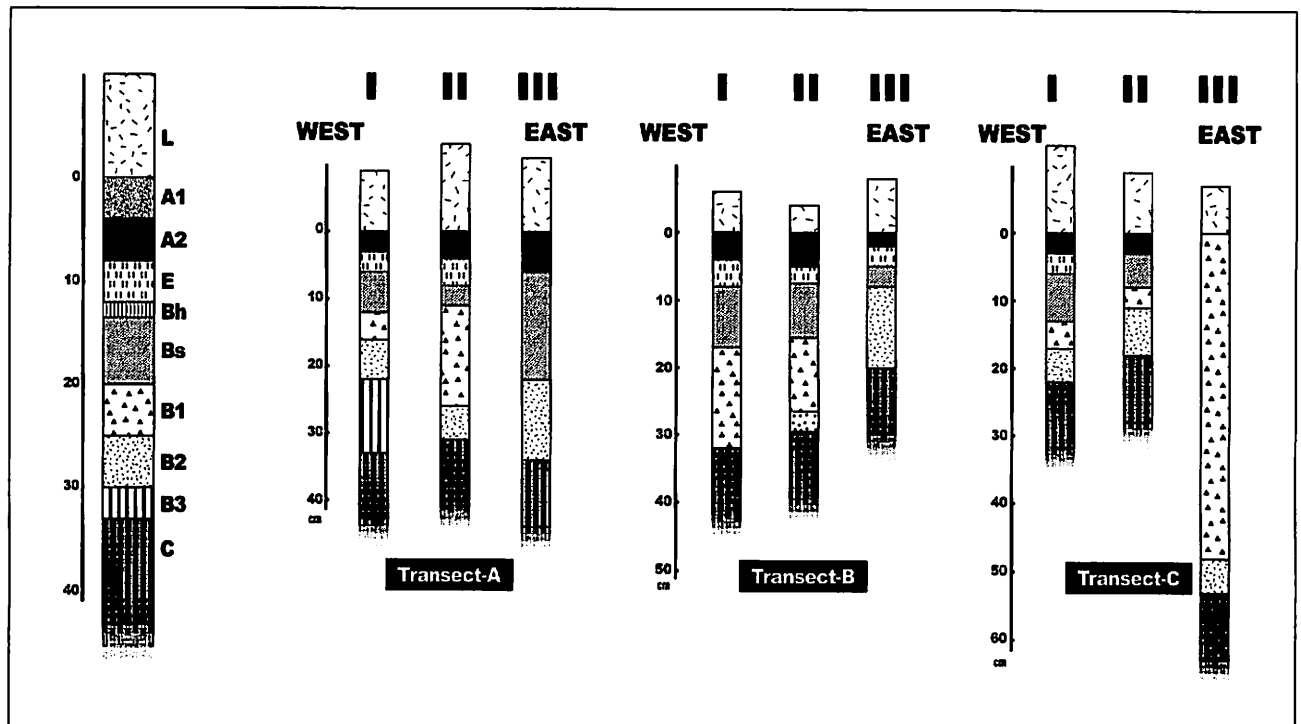 I II III I II III I II III
WEST EAST WEST EAST WEST EAST
L
0
A1
A2
E
10
Bh
Bs
20
B1
B2
30
B3
C
40
0
10
20
30
40
cm
Transect-A
0
10
20
30
40
50
cm
Transect-B
0
10
20
30
40
50
60
cm
Transect-C